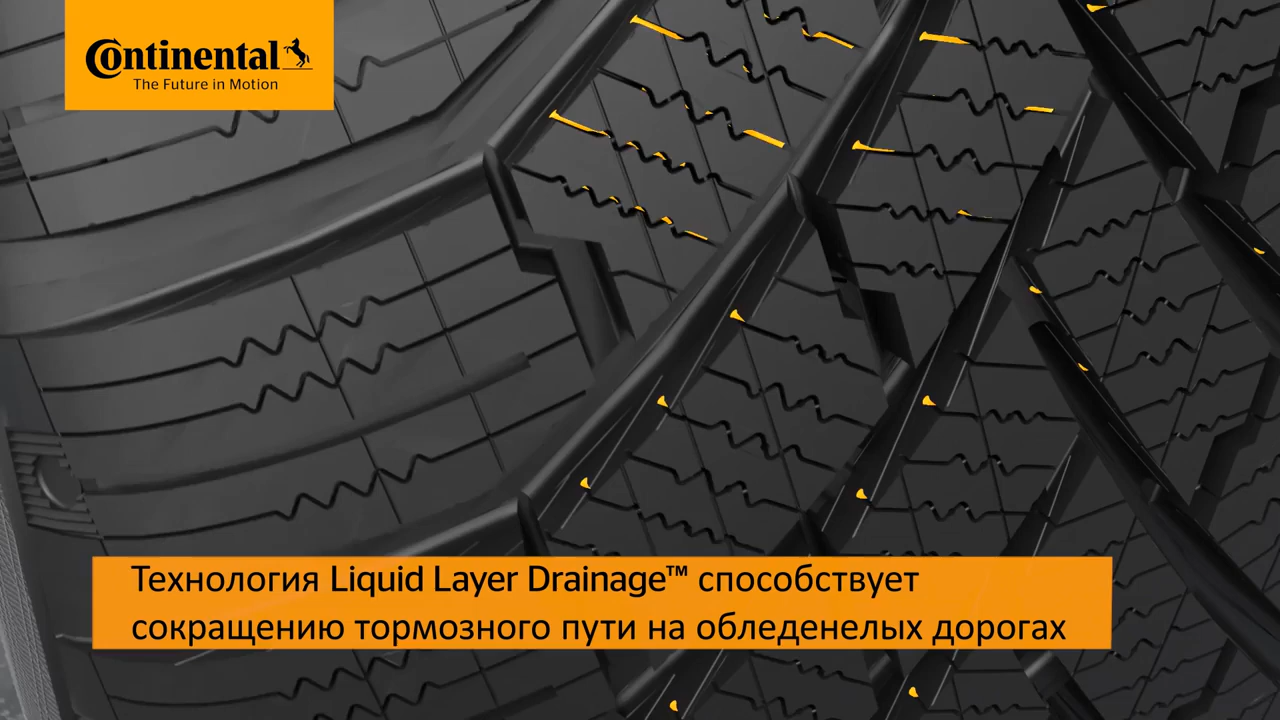 Continental
The Future in Motion
Технология Liquid Layer Drainage™ способствует
сокращению тормозного пути на обледенелых дорогах